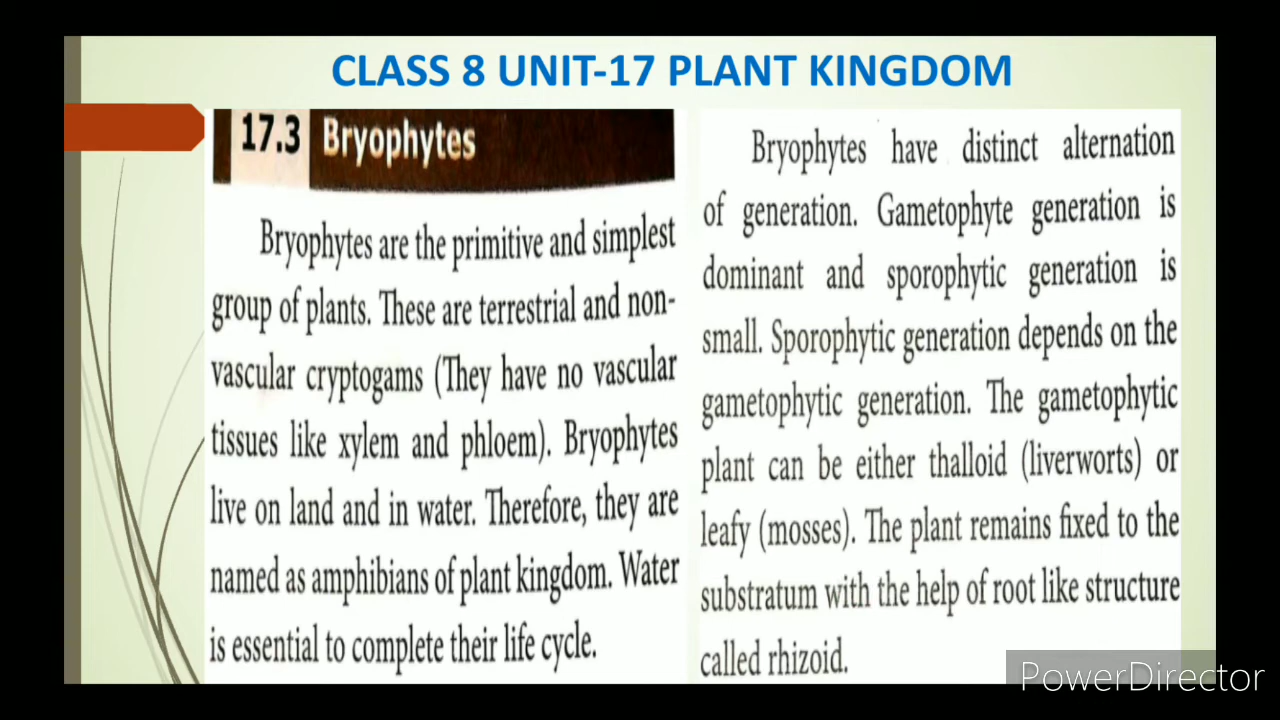 CLASS 8 UNIT-17 PLANT KINGDOM
17.3 Bryophytes
Bryophytes are the primitive and simplest
group of plants. These are terrestrial and non-
vascular cryptogams (They have no vascular
tissues like xylem and phloem). Bryophytes
live on land and in water. Therefore, they are
named as amphibians of plant kingdom. Water
is essential to complete their life cycle.
Bryophytes have distinct alternation
of generation. Gametophyte generation is
dominant and sporophytic generation is
small. Sporophytic generation depends on the
gametophytic generation. The gametophytic
plant can be either thalloid (liverworts) or
leafy (mosses). The plant remains fixed to the
substratum with the help of root like structure
called rhizoid.
PowerDirector